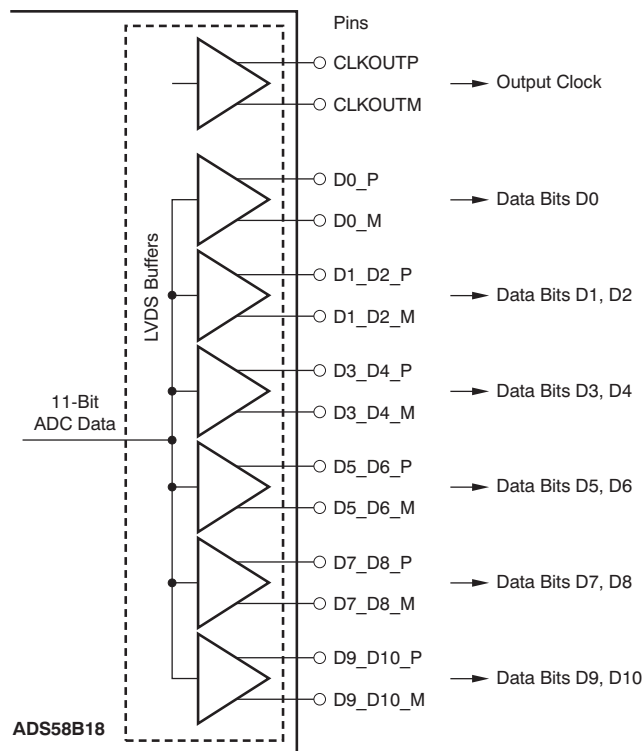 Pins
CLKOUTP
CLKOUTM
Output Clock
D0_P
D0_M
Data Bits D0
LVDS Buffers
D1_D2_P
D1_D2_M
Data Bits D1, D2
D3_D4_P
D3_D4_M
Data Bits D3, D4
11-Bit
ADC Data
D5_D6_P
D5_D6_M
Data Bits D5, D6
D7_D8_P
D7_D8_M
Data Bits D7, D8
D9_D10_P
D9_D10_M
Data Bits D9, D10
ADS58B18